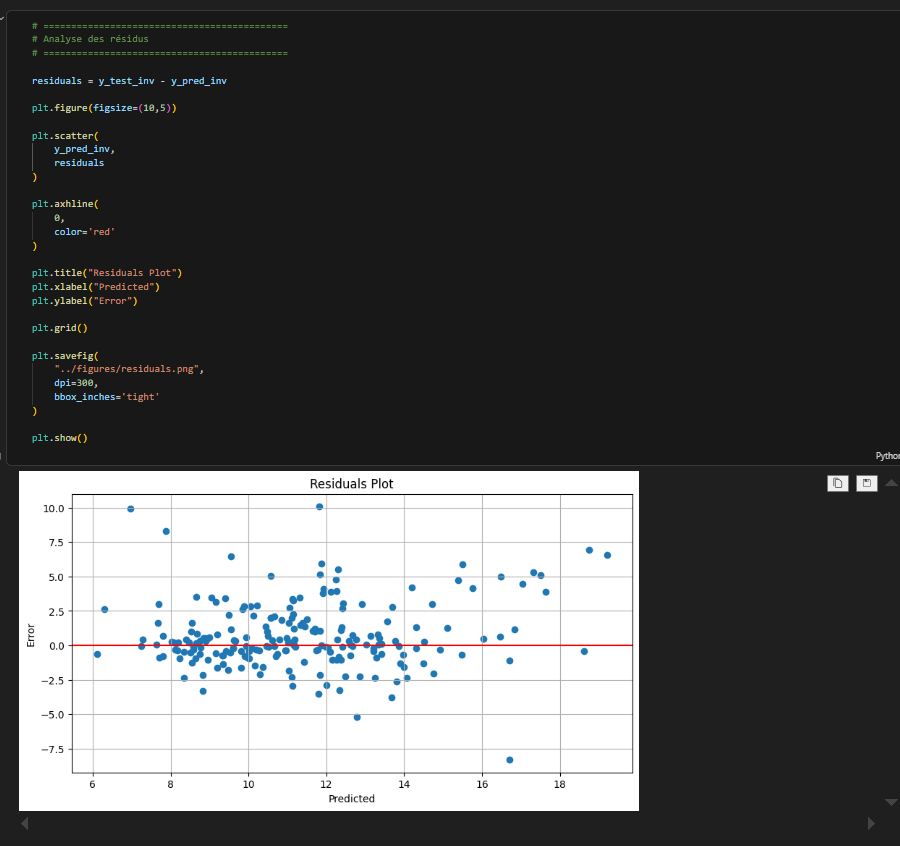 # ============================================
# Analyse des résidus
# ============================================
residuals = y_test_inv - y_pred_inv
plt.figure(figsize=(10,5))
plt.scatter(
y_pred_inv,
residuals
)
plt.axhline(
0,
color='red'
)
plt.title("Residuals Plot")
plt.xlabel("Predicted")
plt.ylabel("Error")
plt.grid()
plt.savefig(
"../figures/residuals.png",
dpi=300,
bbox_inches='tight'
)
plt.show()
Python
Residuals Plot
10.0
7.5
5.0
2.5
0.0
−2.5
−5.0
−7.5
Error
6 8 10 12 14 16 18
Predicted